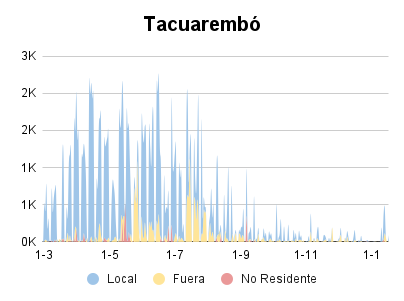 Tacuarembó
3K
2K
2K
1K
1K
0K
1-3 1-5 1-7 1-9 1-11 1-1
Local Fuera No Residente